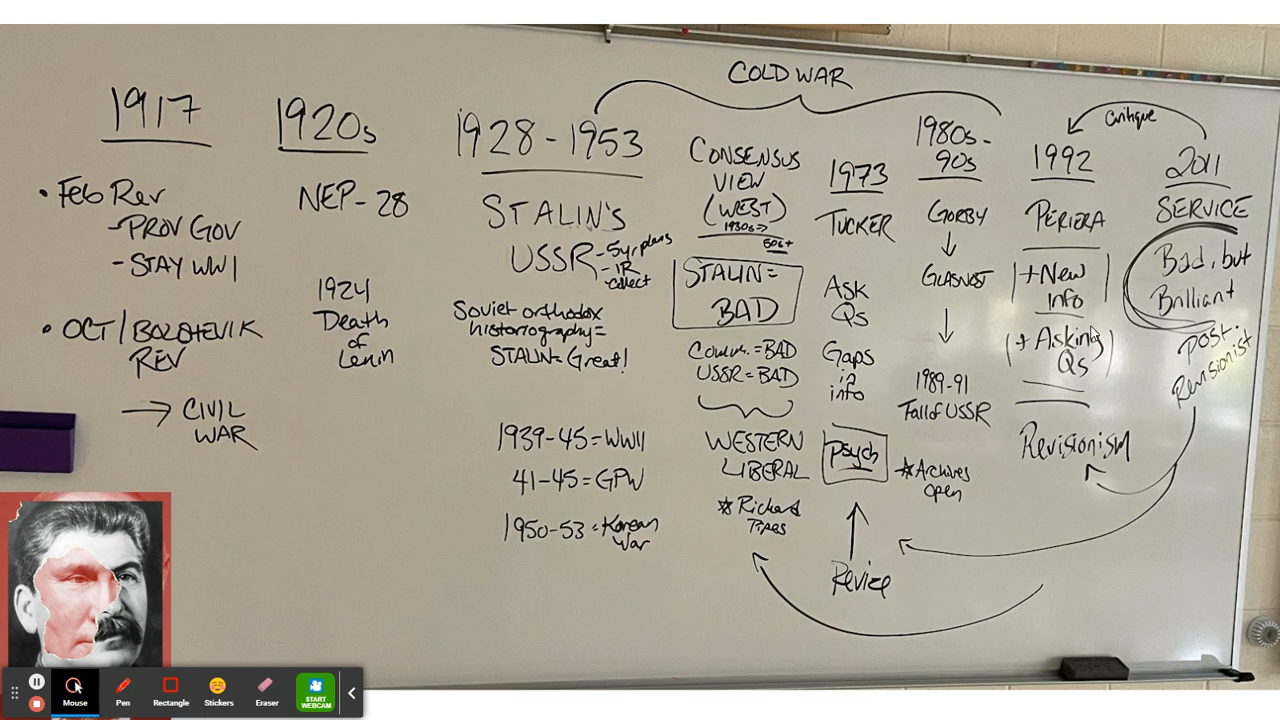 1917
• Feb Rev
- PROV GOV
- STAY WW1
• OCT / BOLSHEVIK
REV
→ CIVIL
WAR
1920s
NEP - 28
1924
Death
of
Lenin
COLD WAR
1928 - 1953
STALIN'S
USSR - 5yr plans
- IR
- collect
Soviet orthodox
historiography =
STALIN = Great!
1939-45 = WWII
41-45 = GPW
1950-53 = Korean
War
CONSENSUS
VIEW
(WEST)
1930s →
50s+
STALIN =
BAD
Comm. = BAD
USSR = BAD
WESTERN
LIBERAL
* Richard
Pipes
1973
TUCKER
Ask
Qs
Gaps
in
info
psych
Revize
1980s -
90s
GORBY
↓
GLASNOST
↓
1989-91
Fall of USSR
* Archives
Open
1992
PERIERA
+ New
info
+ Asking
Qs
Revisionism
Critique
2011
SERVICE
Bad, but
Brilliant
Post-
Revisionist
Mouse
Pen
Rectangle
Stickers
Eraser
START
WEBCAM